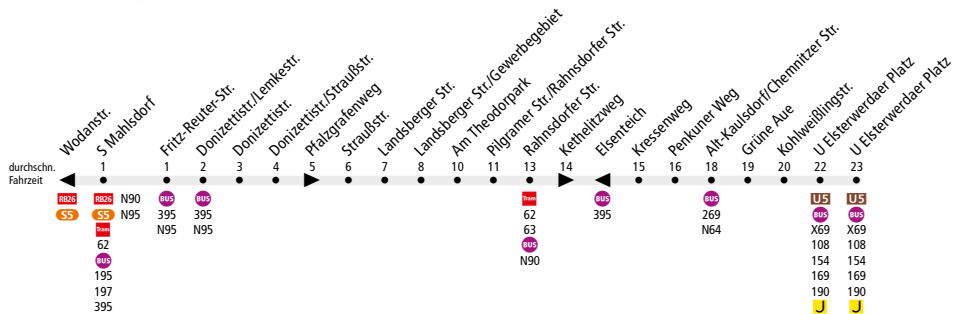 Wodanstr.
S Mahlsdorf
Fritz-Reuter-Str.
Donizettistr./Lemkestr.
Donizettistr.
Donizettistr./Straußstr.
Pfalzgrafenweg
Straußstr.
Landsberger Str.
Landsberger Str./Gewerbegebiet
Am Theodorpark
Pilgramer Str./Rahnsdorfer Str.
Rahnsdorfer Str.
Kethelitzweg
Elsenteich
Kressenweg
Penkuner Weg
Alt-Kaulsdorf/Chemnitzer Str.
Grüne Aue
Kohlweißlingstr.
U Elsterwerdaer Platz
U Elsterwerdaer Platz
durchschn. 1 1 2 3 4 5 6 7 8 10 11 13 14 15 16 18 19 20 22 23
Fahrzeit
RB26 RB26 N90 BUS BUS Tram BUS BUS U5 U5
S5 S5 N95 395 395 62 395 269 BUS BUS
Tram N95 N95 63 N64 X69 X69
62 BUS 108 108
BUS N90 154 154
195 169 169
197 190 190
395 J J